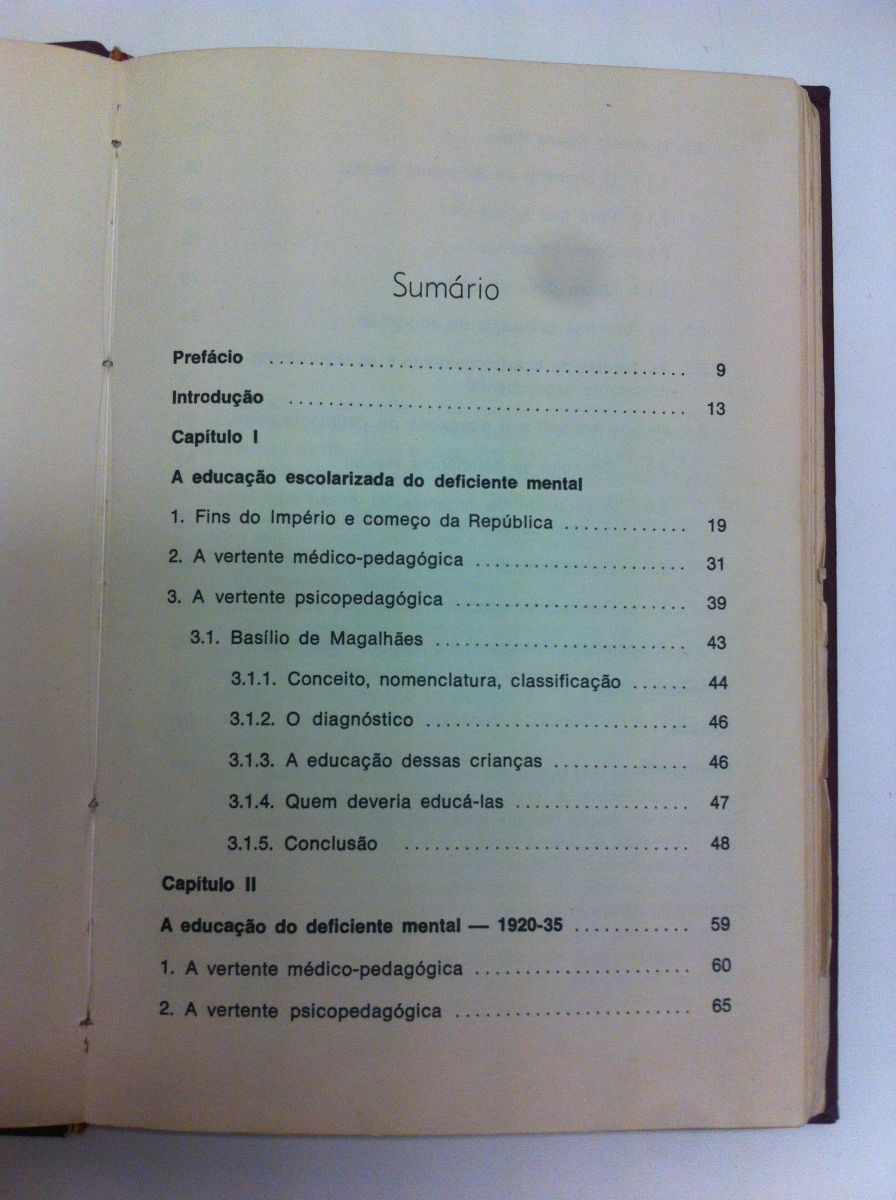 Sumário
Prefácio ........................................ 9
Introdução ..................................... 13
Capítulo I
A educação escolarizada do deficiente mental
1. Fins do Império e começo da República ............. 19
2. A vertente médico-pedagógica ...................... 31
3. A vertente psicopedagógica ........................ 39
3.1. Basílio de Magalhães .......................... 43
3.1.1. Conceito, nomenclatura, classificação ...... 44
3.1.2. O diagnóstico .......................... 46
3.1.3. A educação dessas crianças .............. 46
3.1.4. Quem deveria educá-las ................. 47
3.1.5. Conclusão ............................. 48
Capítulo II
A educação do deficiente mental — 1920-35 ............ 59
1. A vertente médico-pedagógica ...................... 60
2. A vertente psicopedagógica ........................ 65